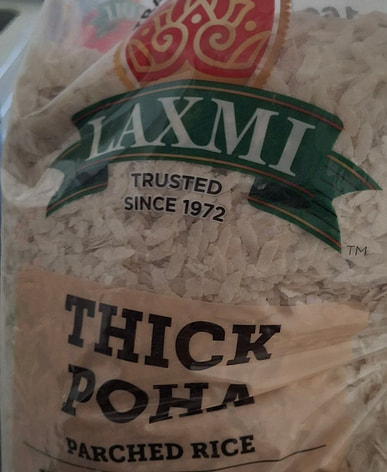 LAXMI
TRUSTED
SINCE 1972
TM
THICK
POHA
PARCHED RICE